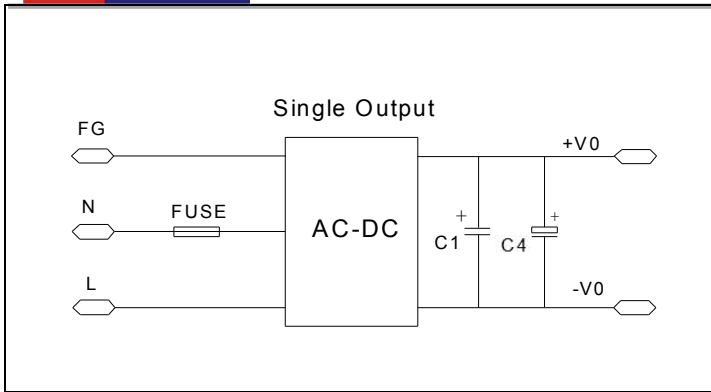 Single Output
FG
+V0
N
FUSE
AC-DC
+
C1
+
C4
L
-V0